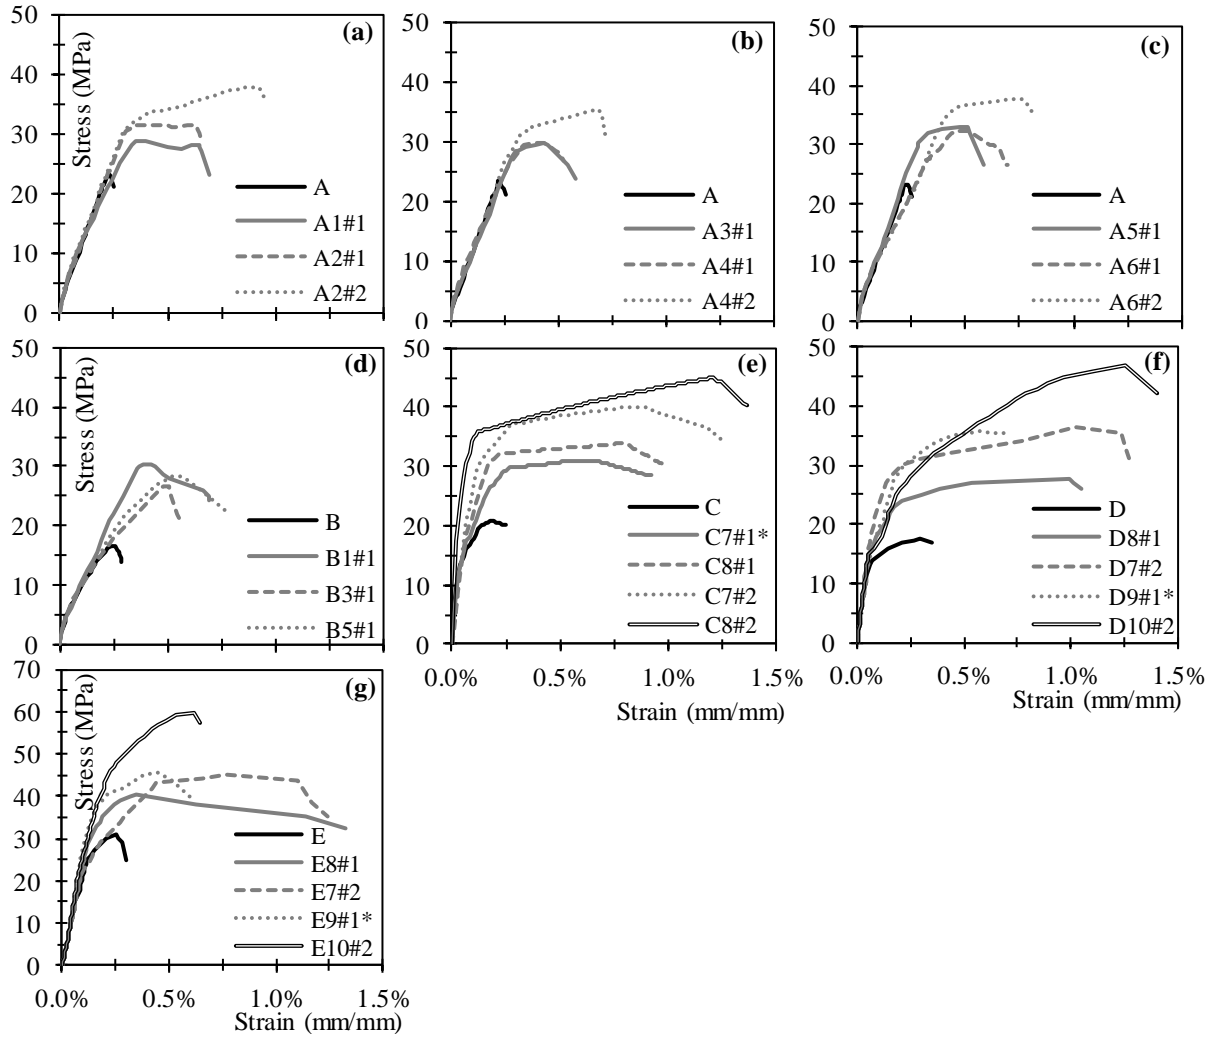 (a)
Stress (MPa)
50
40
30
20
10
0
A
A1#1
A2#1
A2#2
(b)
50
40
30
20
10
0
A
A3#1
A4#1
A4#2
(c)
50
40
30
20
10
0
A
A5#1
A6#1
A6#2
(d)
Stress (MPa)
50
40
30
20
10
0
B
B1#1
B3#1
B5#1
(e)
50
40
30
20
10
0
C
C7#1*
C8#1
C7#2
C8#2
0.0% 0.5% 1.0% 1.5%
Strain (mm/mm)
(f)
50
40
30
20
10
0
D
D8#1
D7#2
D9#1*
D10#2
0.0% 0.5% 1.0% 1.5%
Strain (mm/mm)
(g)
Stress (MPa)
70
60
50
40
30
20
10
0
E
E8#1
E7#2
E9#1*
E10#2
0.0% 0.5% 1.0% 1.5%
Strain (mm/mm)